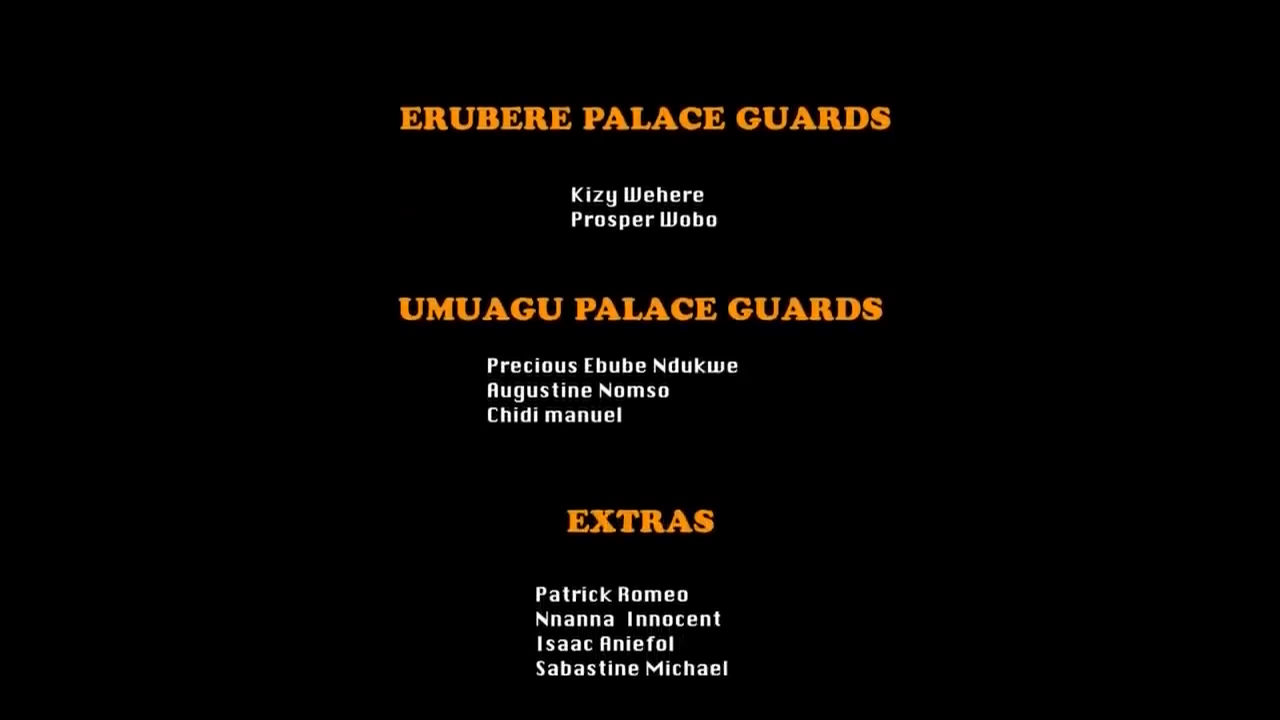 ERUBERE PALACE GUARDS
Kizy Wehere
Prosper Wobo
UMUAGU PALACE GUARDS
Precious Ebube Ndukwe
Augustine Nomso
Chidi manuel
EXTRAS
Patrick Romeo
Nnanna Innocent
Isaac Aniefol
Sabastine Michael